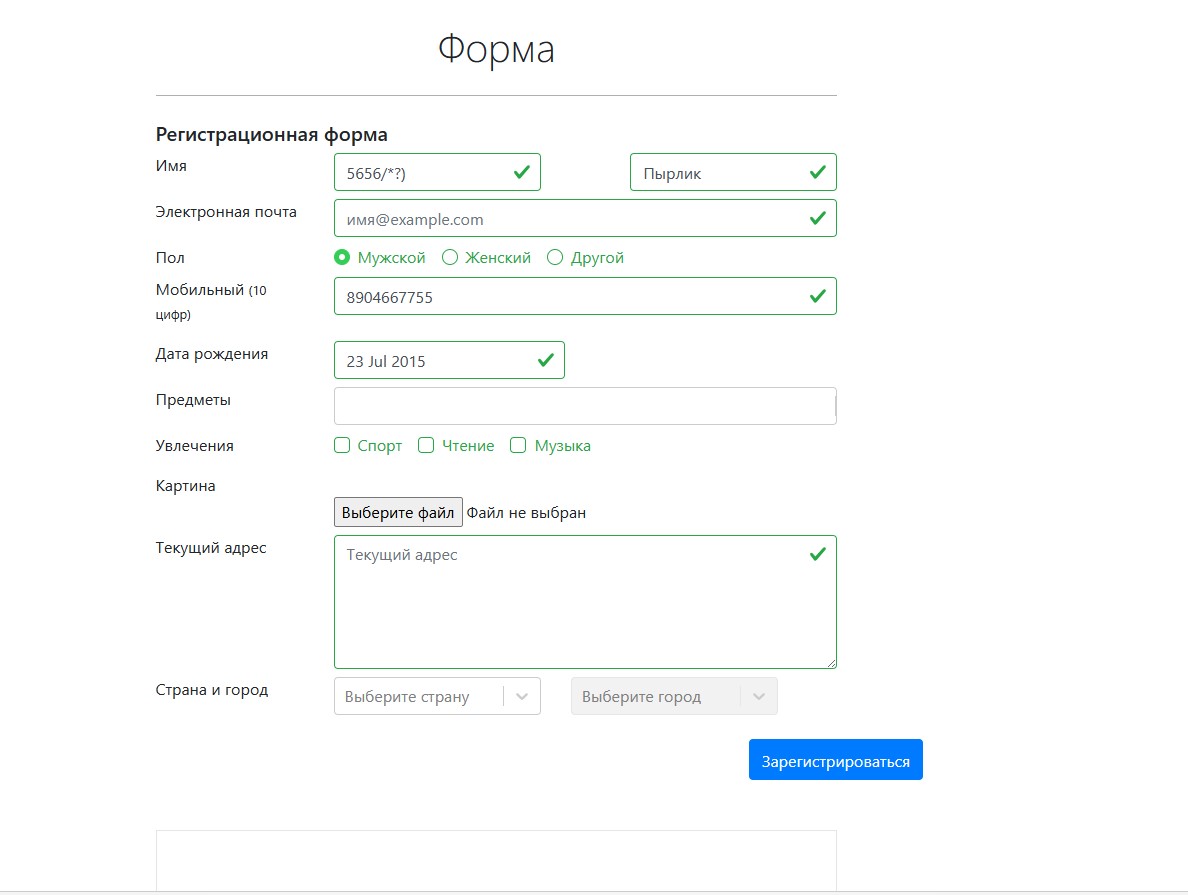 Форма
Регистрационная форма
Имя 5656/*?) Пырлик
Электронная почта имя@example.com
Пол Мужской Женский Другой
Мобильный (10
цифр)
8904667755
Дата рождения 23 Jul 2015
Предметы
Увлечения Спорт Чтение Музыка
Картина
Выберите файл Файл не выбран
Текущий адрес Текущий адрес
Страна и город Выберите страну Выберите город
Зарегистрироваться